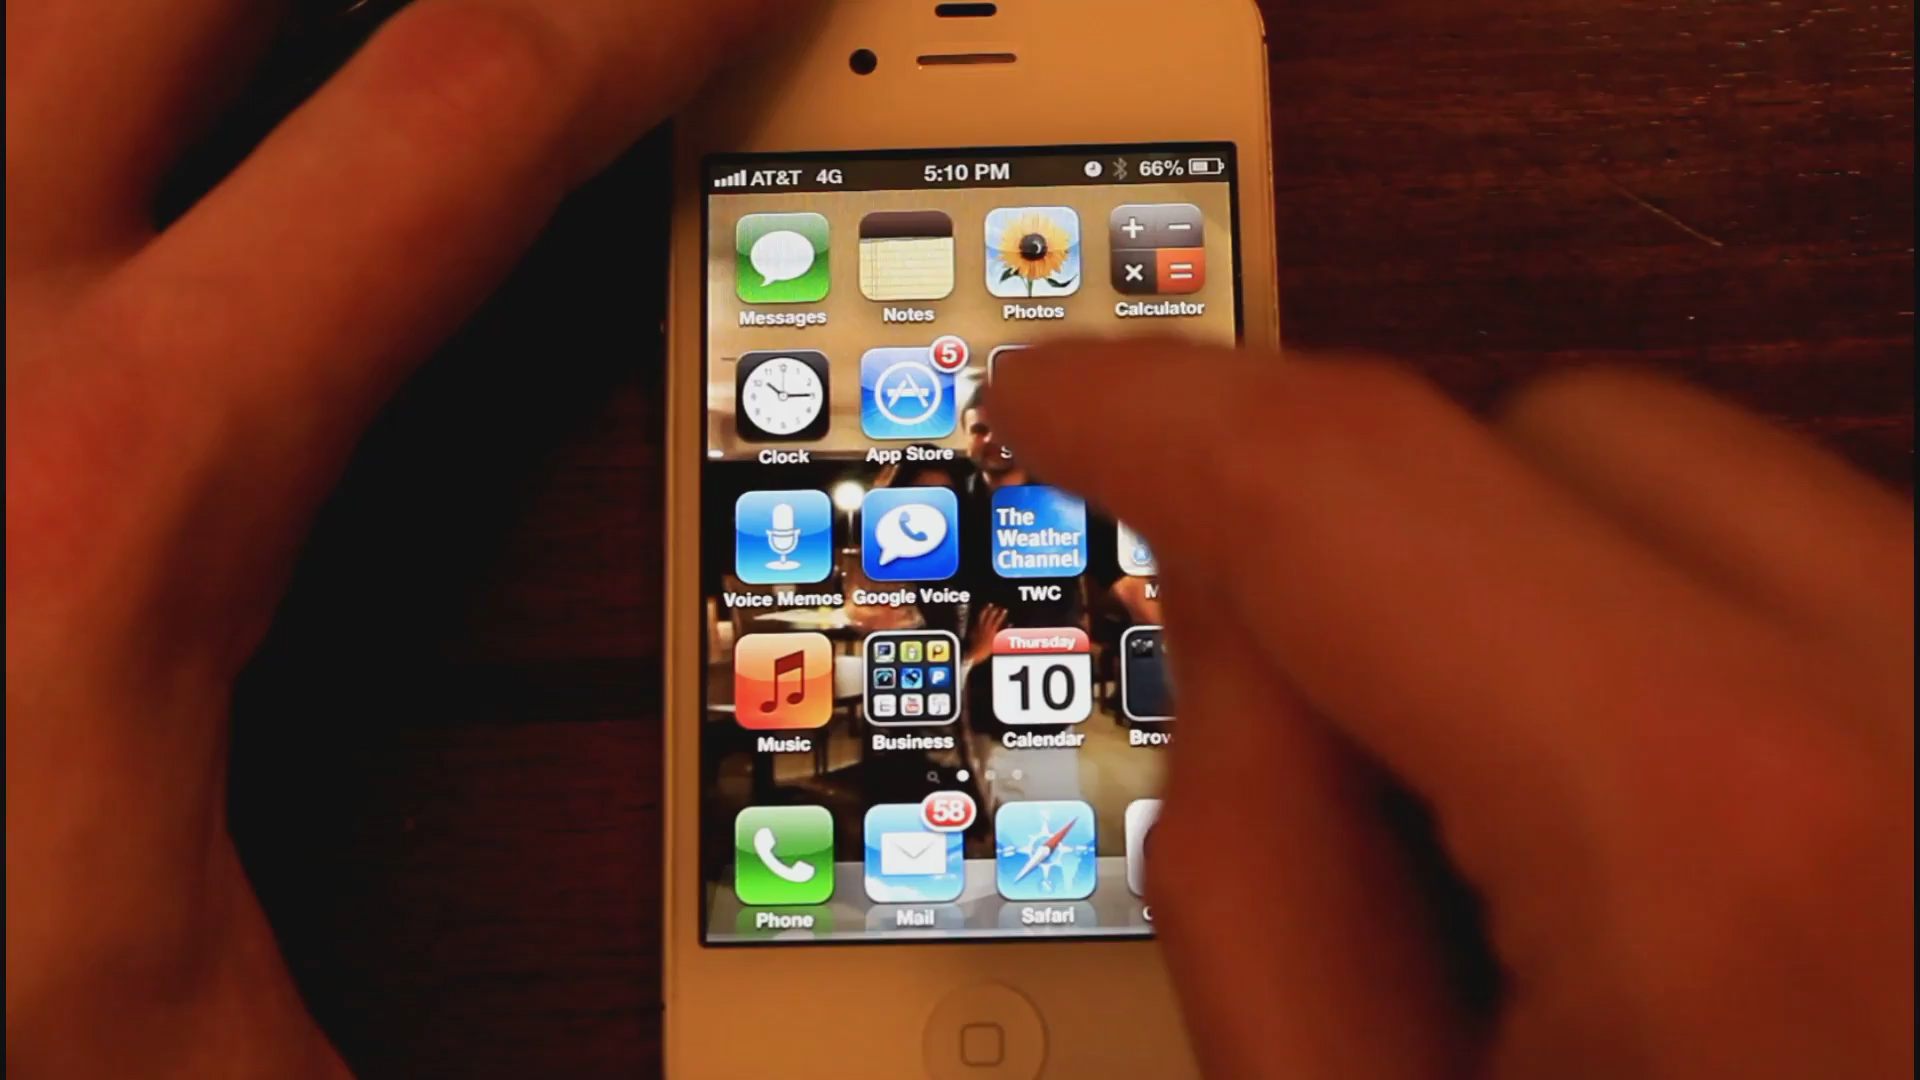 AT&T 4G 5:10 PM 66%
Messages Notes Photos Calculator
5
Clock App Store
The
Weather
Channel
Voice Memos Google Voice TWC
Thursday
10
Music Business Calendar
58
Phone Mail Safari